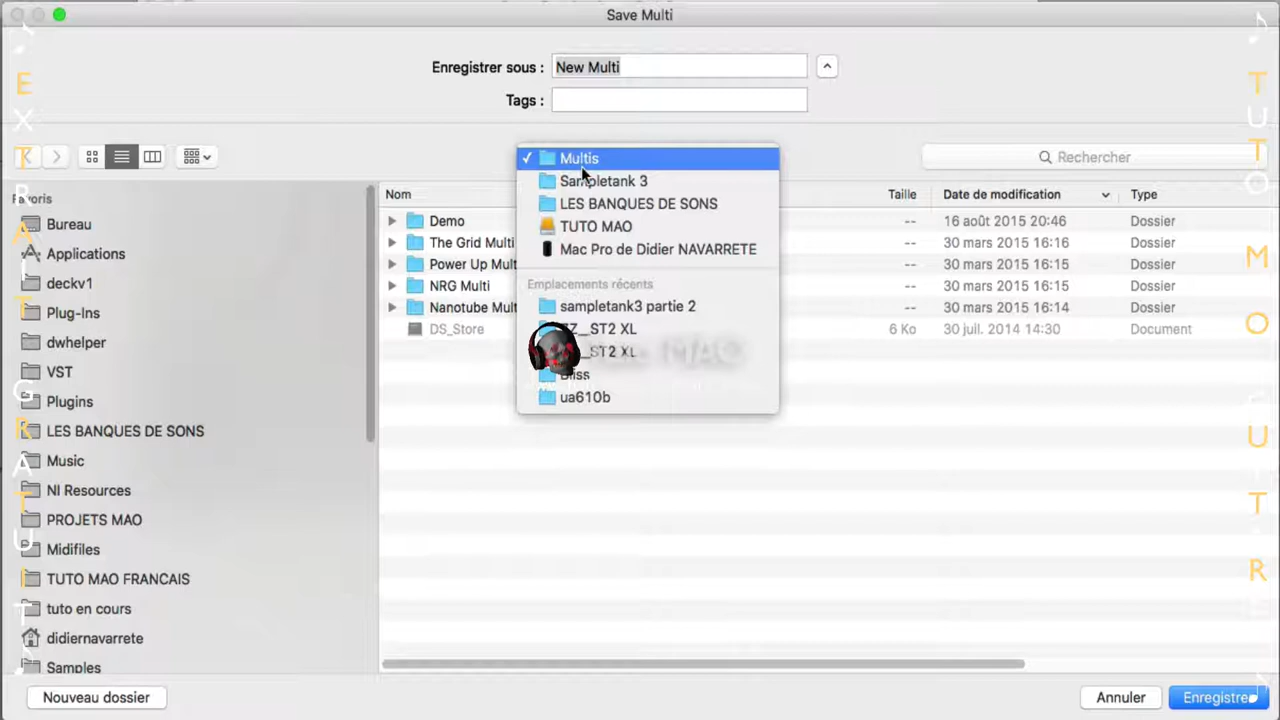 Save Multi
Enregistrer sous :
New Multi
Tags :
Multis
Rechercher
Sampletank 3
LES BANQUES DE SONS
TUTO MAO
Mac Pro de Didier NAVARRETE
Emplacements récents
sampletank3 partie 2
ST2 XL
ST2 XL
Bliss
ua610b
Favoris
Bureau
Applications
deckv1
Plug-Ins
dwhelper
VST
Plugins
LES BANQUES DE SONS
Music
NI Resources
PROJETS MAO
Midifiles
TUTO MAO FRANCAIS
tuto en cours
didiernavarrete
Samples
Nom Taille Date de modification Type
Demo -- 16 août 2015 20:46 Dossier
The Grid Multi -- 30 mars 2015 16:16 Dossier
Power Up Mult -- 30 mars 2015 16:15 Dossier
NRG Multi -- 30 mars 2015 16:15 Dossier
Nanotube Mult -- 30 mars 2015 16:14 Dossier
DS_Store 6 Ko 30 juil. 2014 14:30 Document
Nouveau dossier
Annuler
Enregistre
EXTRAIT GRATUIT